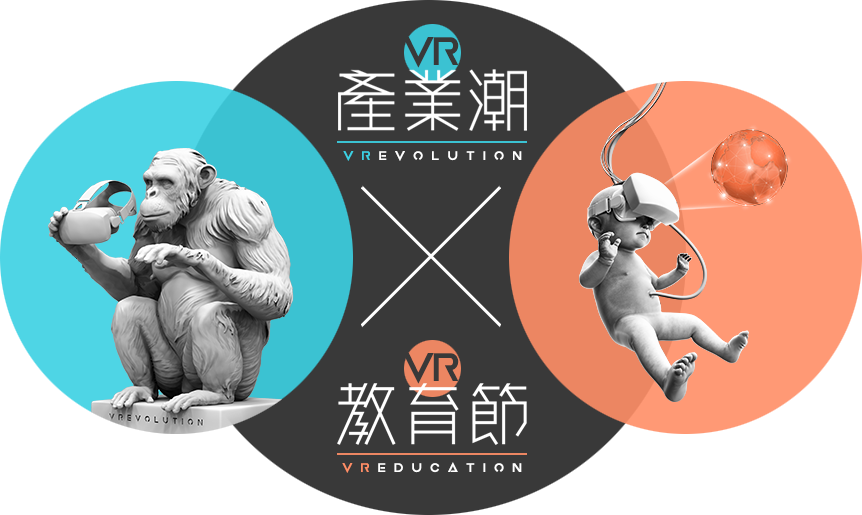 VR
產業潮
VREVOLUTION
VR
教育節
VREDUCATION
VREVOLUTION